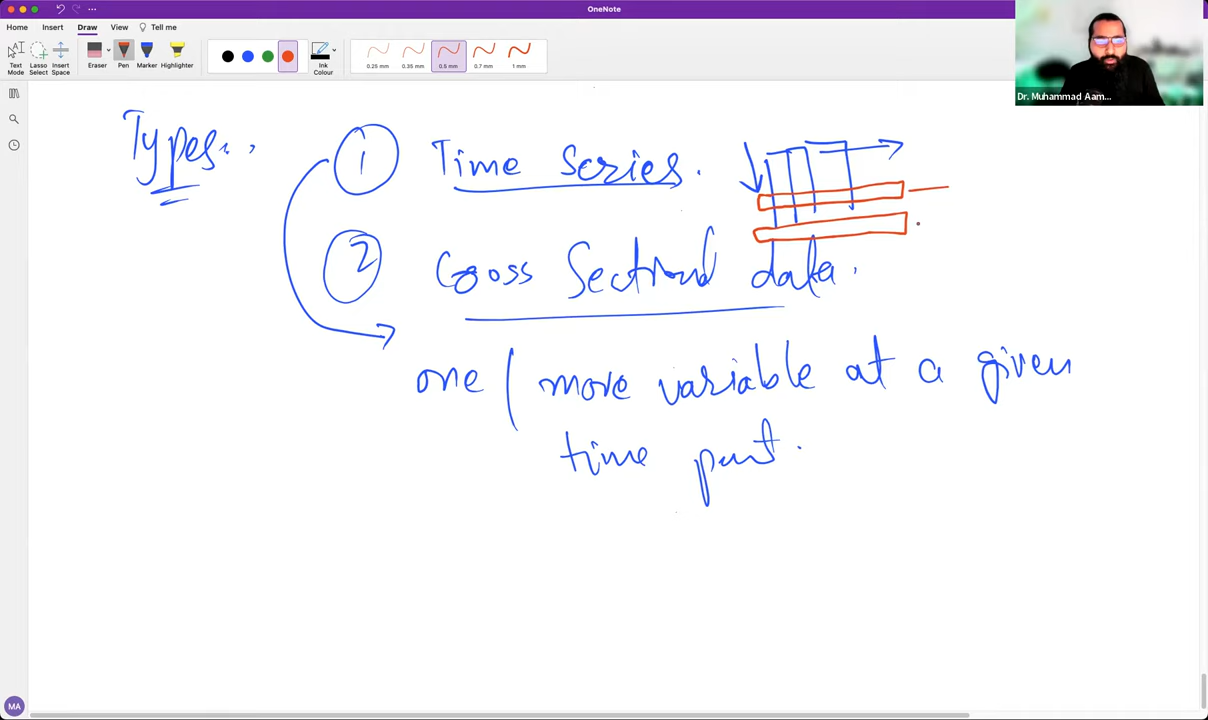 OneNote
Home Insert Draw View Tell me
Text Mode
Lasso Select
Insert Space
Eraser
Pen
Marker
Highlighter
Ink Colour
0.25 mm
0.35 mm
0.5 mm
0.7 mm
1 mm
Dr. Muhammad Aam...
Types:.
1 Time Series.
2 Cross Sectional data.
one / more variable at a given
time point.
MA